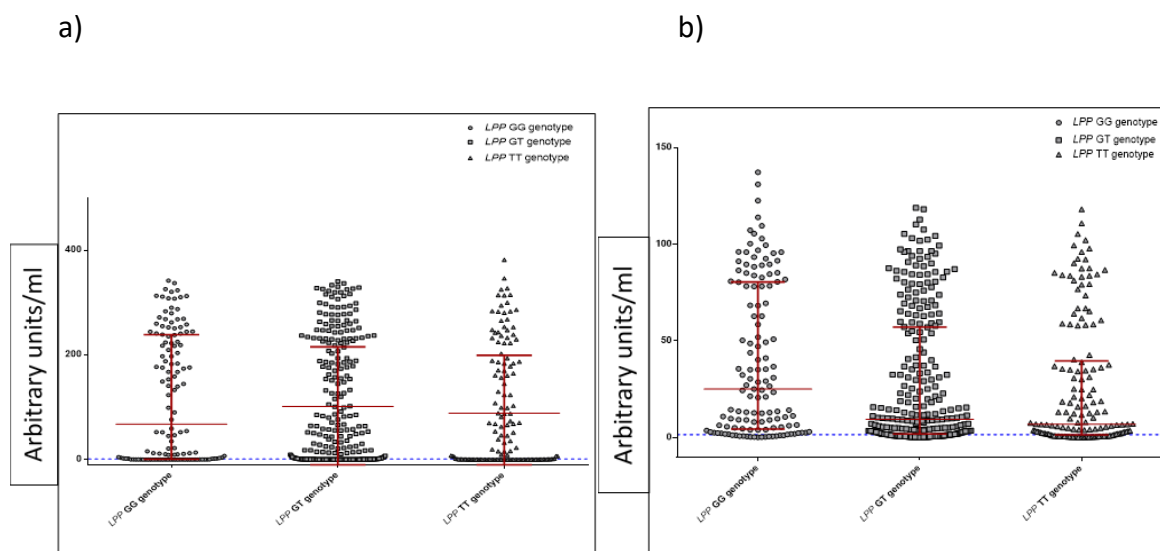 a)
LPP GG genotype
LPP GT genotype
LPP TT genotype
400
200
0
Arbitrary units/ml
LPP GG genotype
LPP GT genotype
LPP TT genotype
b)
LPP GG genotype
LPP GT genotype
LPP TT genotype
150
100
50
0
Arbitrary units/ml
LPP GG genotype
LPP GT genotype
LPP TT genotype